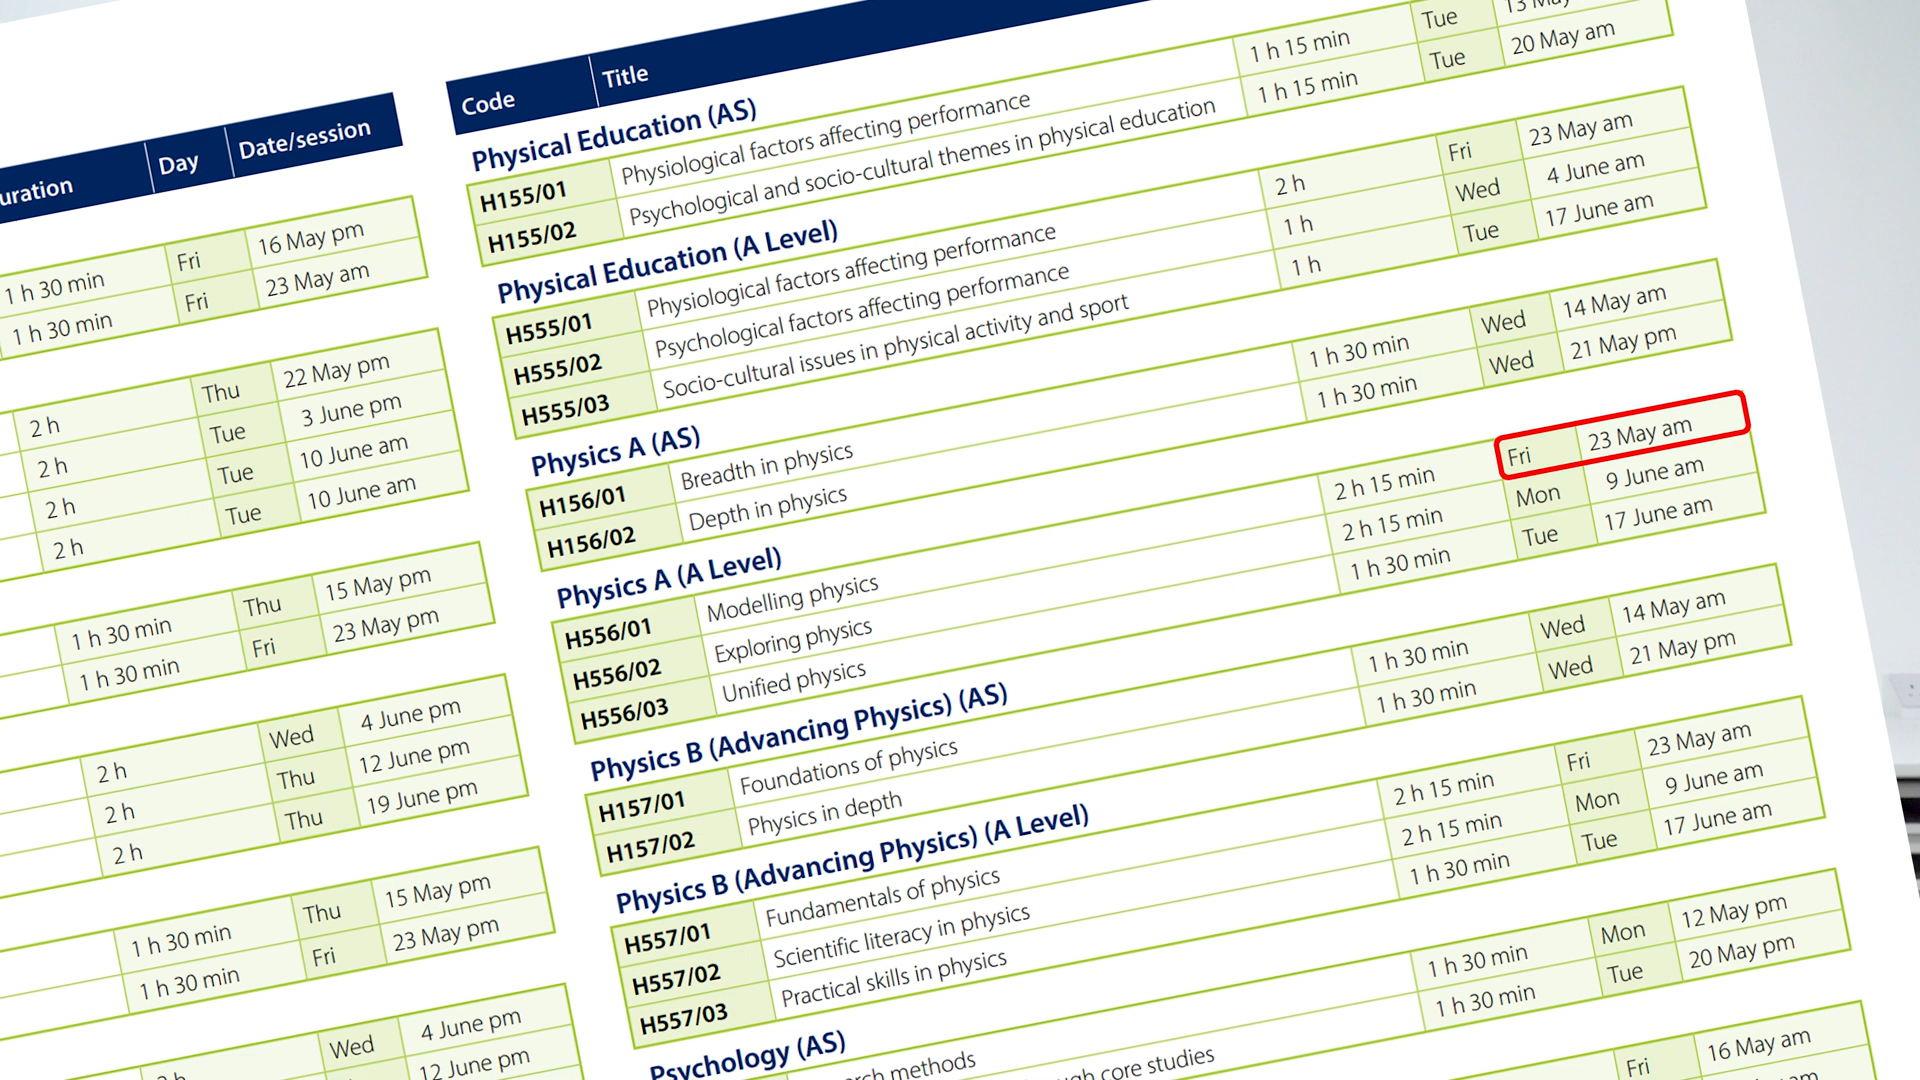 uration Day Date/session
1 h 30 min Fri 16 May pm
1 h 30 min Fri 23 May am
2 h Thu 22 May pm
2 h Tue 3 June pm
2 h Tue 10 June am
2 h Tue 10 June am
1 h 30 min Thu 15 May pm
1 h 30 min Fri 23 May pm
2 h Wed 4 June pm
2 h Thu 12 June pm
2 h Thu 19 June pm
1 h 30 min Thu 15 May pm
1 h 30 min Fri 23 May pm
2 h Wed 4 June pm
12 June pm
Code Title
Physical Education (AS)
H155/01 Physiological factors affecting performance 1 h 15 min Tue 13 May
H155/02 Psychological and socio-cultural themes in physical education 1 h 15 min Tue 20 May am
Physical Education (A Level)
H555/01 Physiological factors affecting performance 2 h Fri 23 May am
H555/02 Psychological factors affecting performance 1 h Wed 4 June am
H555/03 Socio-cultural issues in physical activity and sport 1 h Tue 17 June am
Physics A (AS)
H156/01 Breadth in physics 1 h 30 min Wed 14 May am
H156/02 Depth in physics 1 h 30 min Wed 21 May pm
Physics A (A Level)
H556/01 Modelling physics 2 h 15 min Fri 23 May am
H556/02 Exploring physics 2 h 15 min Mon 9 June am
H556/03 Unified physics 1 h 30 min Tue 17 June am
Physics B (Advancing Physics) (AS)
H157/01 Foundations of physics 1 h 30 min Wed 14 May am
H157/02 Physics in depth 1 h 30 min Wed 21 May pm
Physics B (Advancing Physics) (A Level)
H557/01 Fundamentals of physics 2 h 15 min Fri 23 May am
H557/02 Scientific literacy in physics 2 h 15 min Mon 9 June am
H557/03 Practical skills in physics 1 h 30 min Tue 17 June am
Psychology (AS)
rch methods 1 h 30 min Mon 12 May pm
ugh core studies 1 h 30 min Tue 20 May pm
Fri 16 May am